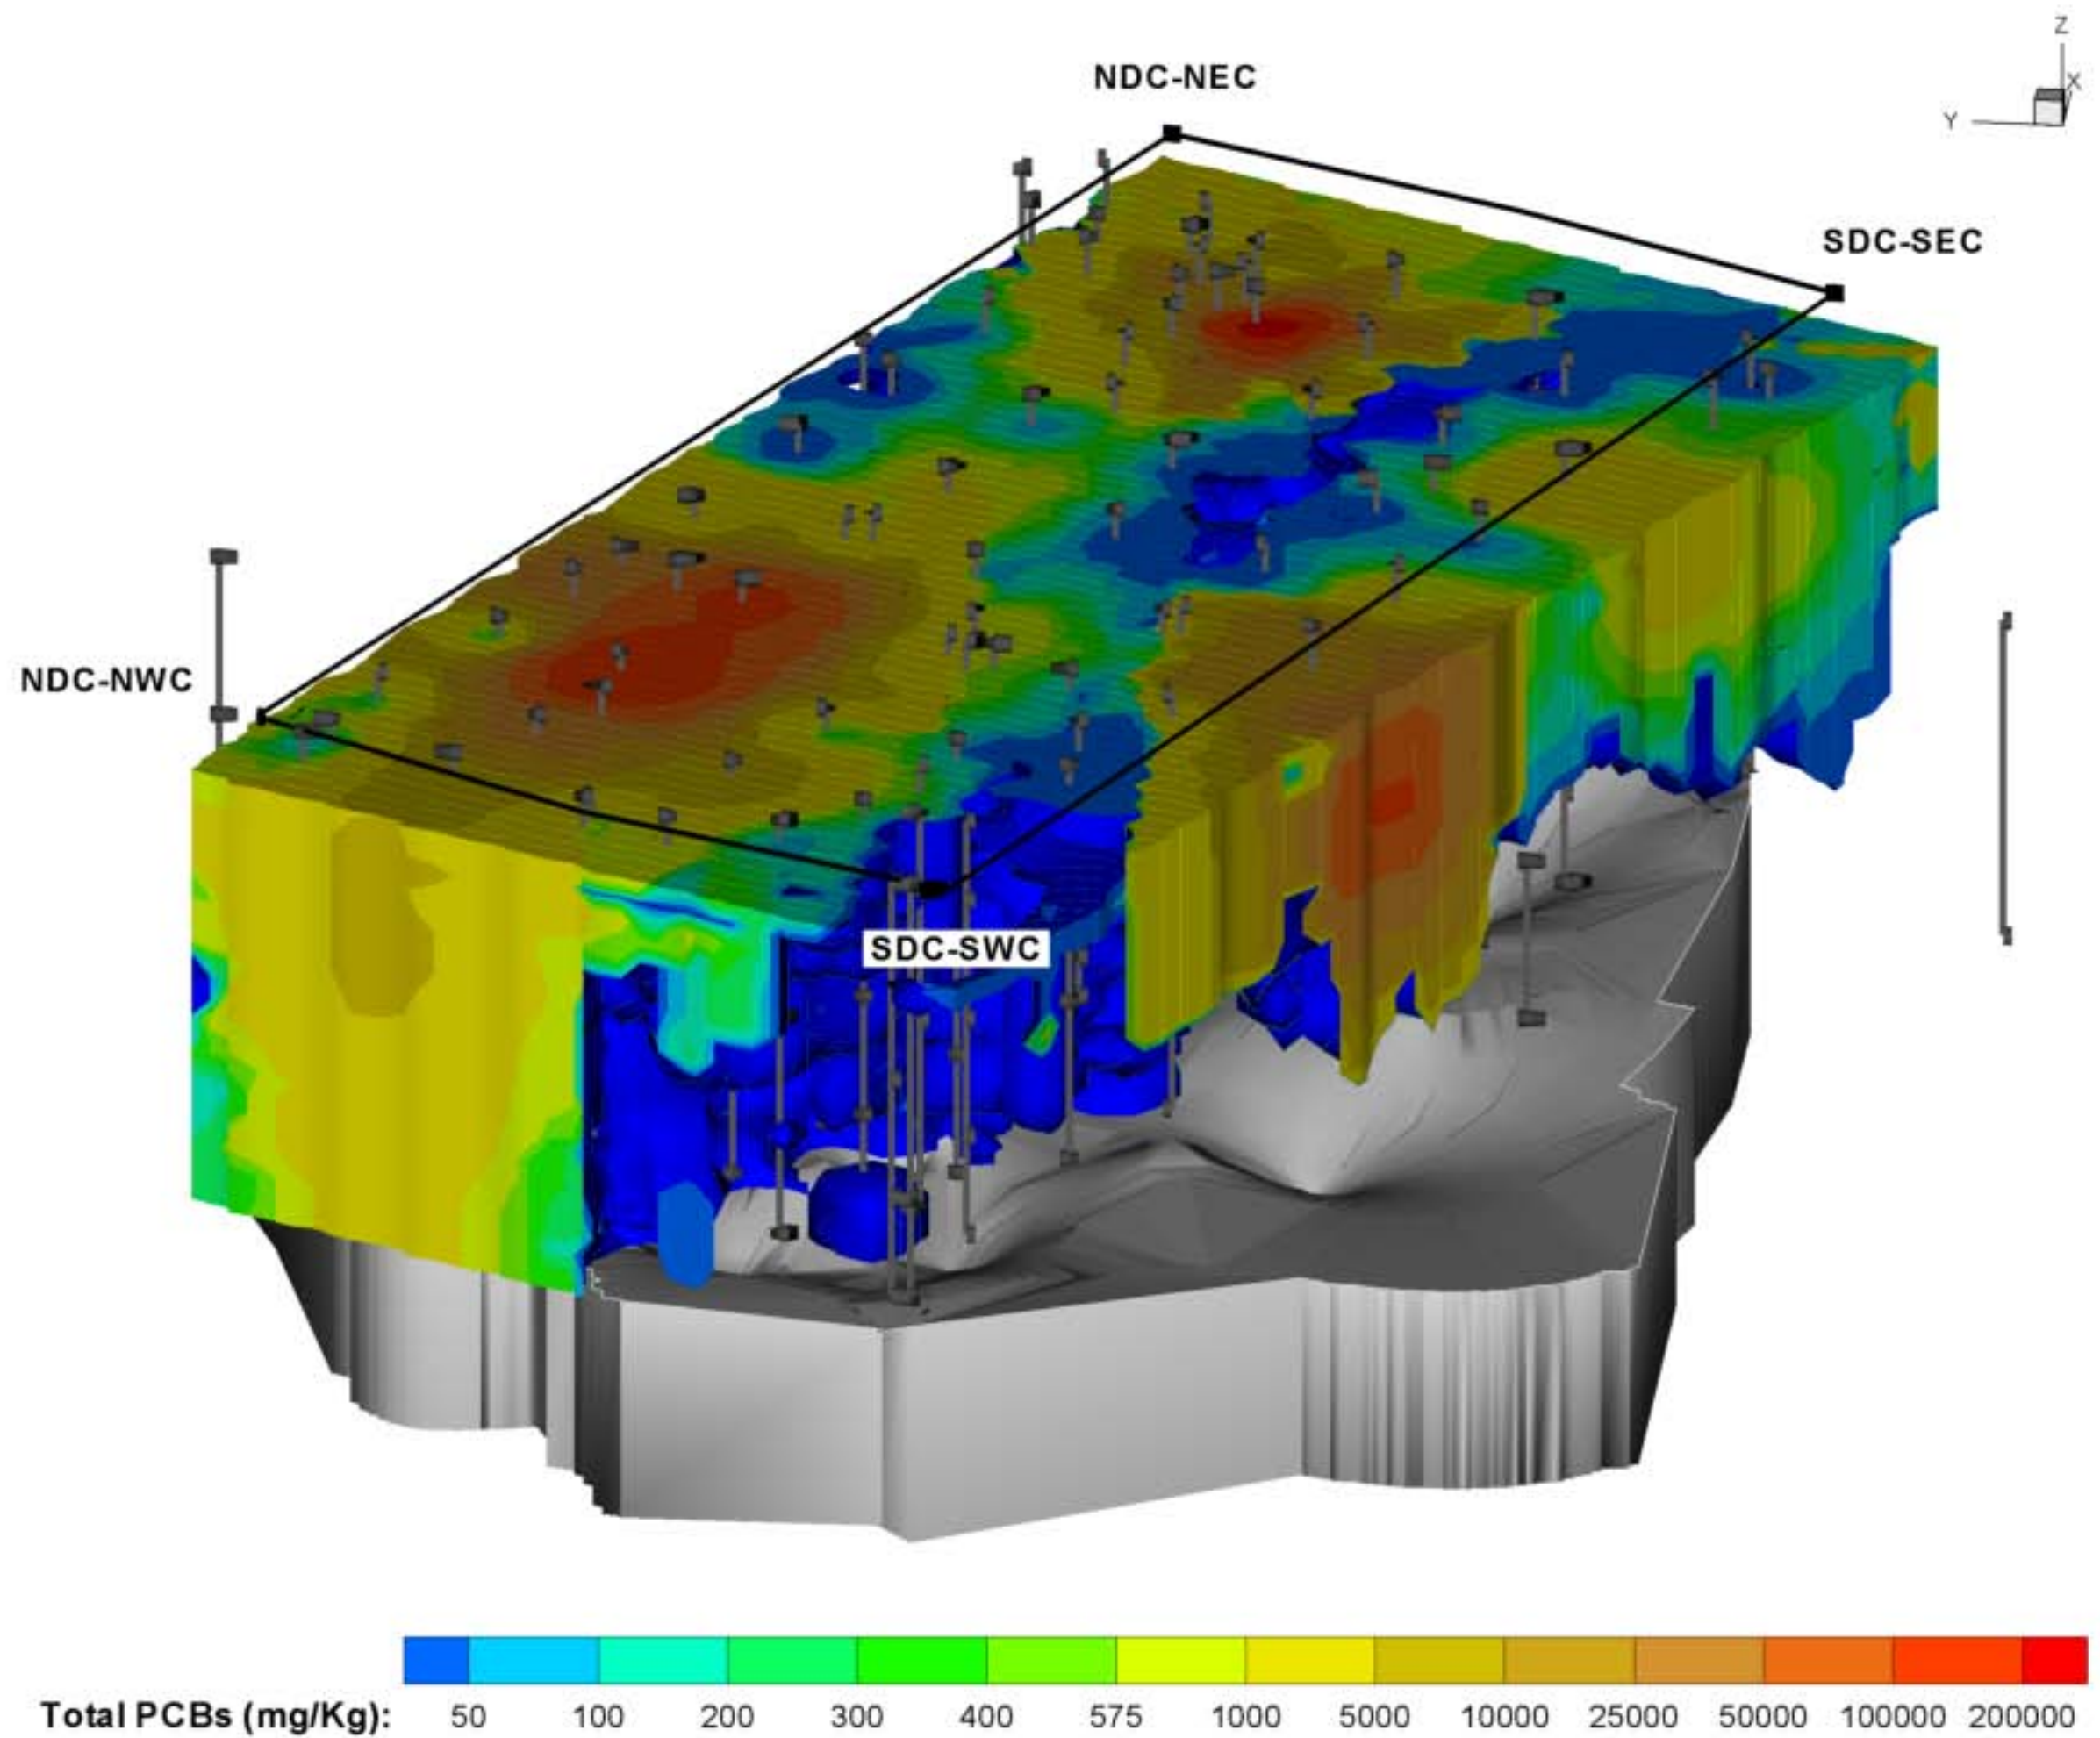 Z
X
Y
NDC-NEC
SDC-SEC
NDC-NWC
SDC-SWC
Total PCBs (mg/Kg): 50 100 200 300 400 575 1000 5000 10000 25000 50000 100000 200000